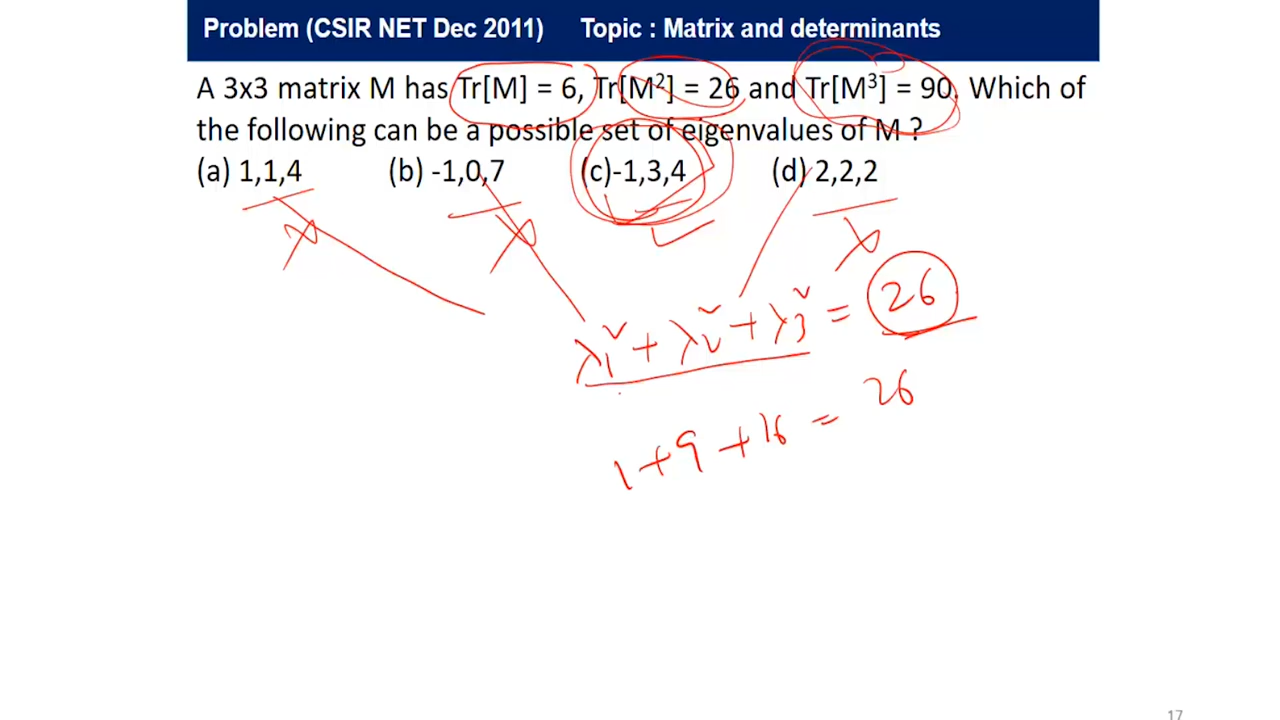 Problem (CSIR NET Dec 2011) Topic : Matrix and determinants
A 3x3 matrix M has Tr[M] = 6, Tr[M²] = 26 and Tr[M³] = 90. Which of
the following can be a possible set of eigenvalues of M ?
(a) 1,1,4 (b) -1,0,7 (c)-1,3,4 (d) 2,2,2
λ₁² + λ₂² + λ₃² = 26
1 + 9 + 16 = 26
17